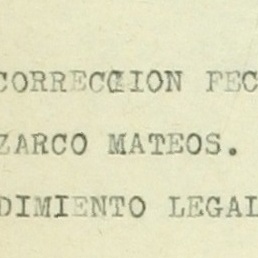 CORRECCION FEC
ZARCO MATEOS.
DIMIENTO LEGAL